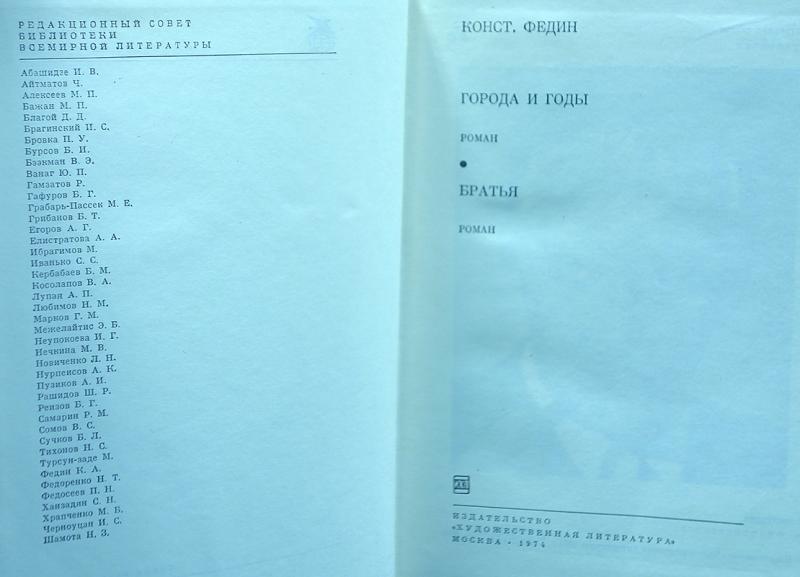 РЕДАКЦИОННЫЙ СОВЕТ
БИБЛИОТЕКИ
ВСЕМИРНОЙ ЛИТЕРАТУРЫ
Абашидзе И. В.
Айтматов Ч.
Алексеев М. П.
Бажан М. П.
Благой Д. Д.
Брагинский И. С.
Бровка П. У.
Бурсов Б. И.
Бээкман В. Э.
Ванаг Ю. П.
Гамзатов Р.
Гафуров Б. Г.
Грабарь-Пассек М. Е.
Грибанов Б. Т.
Егоров А. Г.
Елистратова А. А.
Ибрагимов М.
Иванько С. С.
Кербабаев Б. М.
Косолапов В. А.
Лупан А. П.
Любимов Н. М.
Марков Г. М.
Межелайтис Э. Б.
Неупокоева И. Г.
Нечкина М. В.
Новиченко Л. Н.
Нурпеисов А. К.
Пузиков А. И.
Рашидов Ш. Р.
Реизов Б. Г.
Самарин Р. М.
Сомов В. С.
Сучков Б. Л.
Тихонов Н. С.
Турсун-заде М.
Федин К. А.
Федоренко Н. Т.
Федосеев П. Н.
Ханзадян С. Н.
Храпченко М. Б.
Черноуцан И. С.
Шамота Н. З.
КОНСТ. ФЕДИН
ГОРОДА И ГОДЫ
РОМАН
•
БРАТЬЯ
РОМАН
ИЗДАТЕЛЬСТВО
«ХУДОЖЕСТВЕННАЯ ЛИТЕРАТУРА»
МОСКВА · 1974